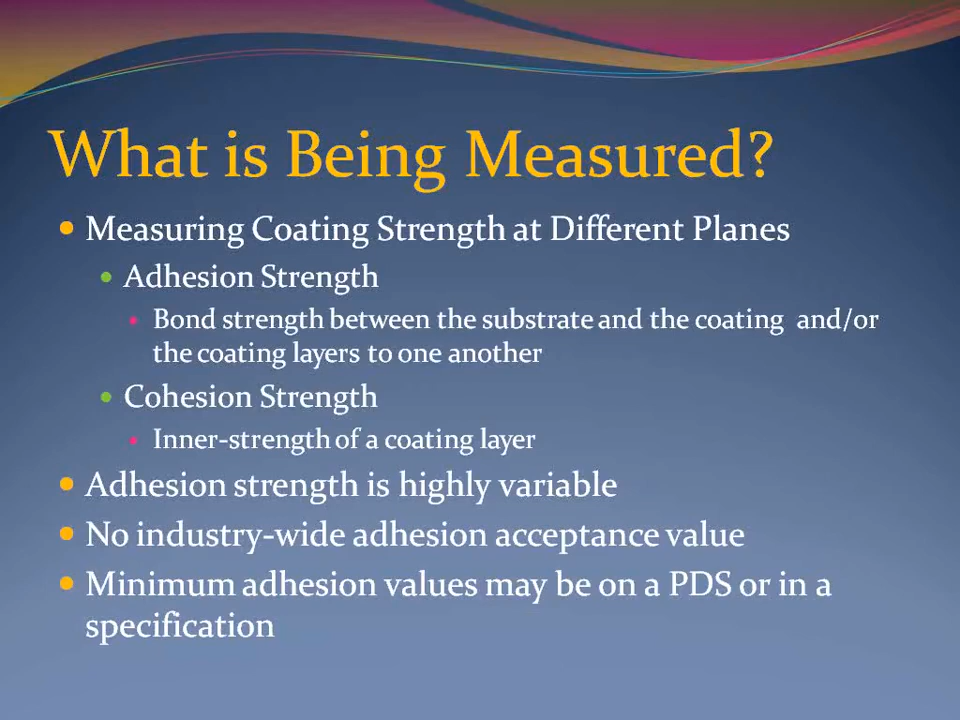 What is Being Measured?
Measuring Coating Strength at Different Planes
Adhesion Strength
Bond strength between the substrate and the coating and/or
the coating layers to one another
Cohesion Strength
Inner-strength of a coating layer
Adhesion strength is highly variable
No industry-wide adhesion acceptance value
Minimum adhesion values may be on a PDS or in a
specification